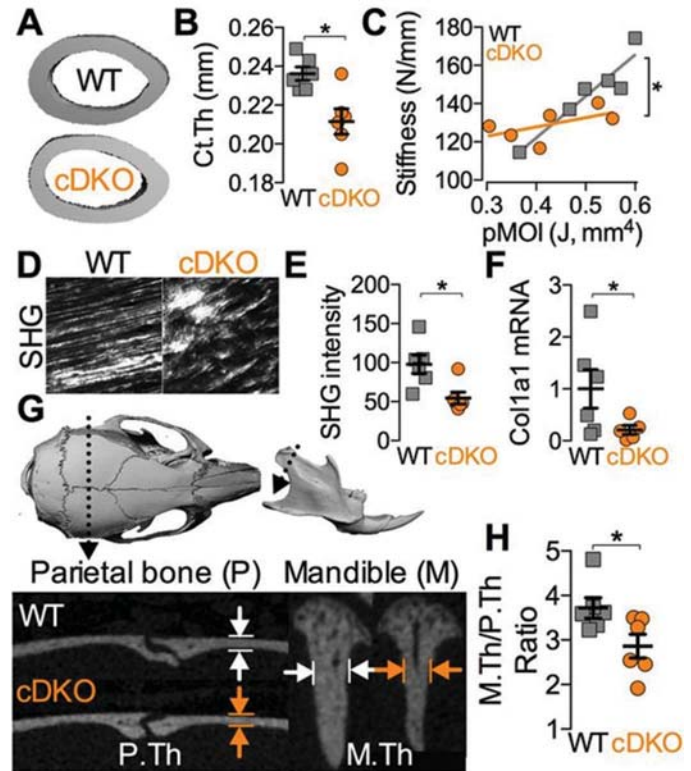 A
WT
cDKO
B
Ct.Th (mm)
0.26
0.24
0.22
0.20
0.18
*
WT cDKO
C
Stiffness (N/mm)
180
160
140
120
100
WT
cDKO
*
0.3 0.4 0.5 0.6
pMOI (J, mm⁴)
D
WT cDKO
SHG
E
SHG intensity
200
150
100
50
0
*
WT cDKO
F
Col1a1 mRNA
3
2
1
0
*
WT cDKO
G
Parietal bone (P) Mandible (M)
WT
cDKO
P.Th M.Th
H
M.Th/P.Th
Ratio
5
4
3
2
1
*
WT cDKO